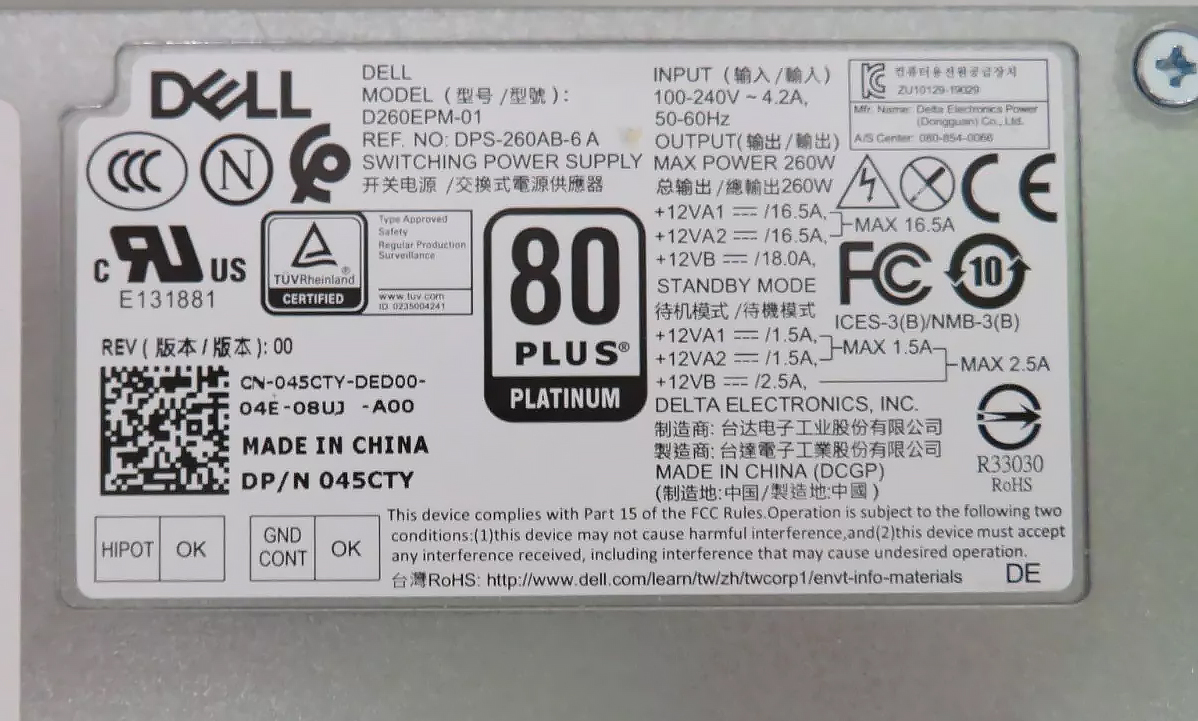 DELL
DELL
MODEL (型号/型號):
D260EPM-01
REF. NO: DPS-260AB-6 A
SWITCHING POWER SUPPLY
开关电源 /交换式電源供應器
CCC
N
c RU US
E131881
TÜVRheinland®
CERTIFIED
Type Approved
Safety
Regular Production
Surveillance
www.tuv.com
ID 0235004241
80
PLUS®
PLATINUM
REV ( 版本 / 版本 ): 00
CN-045CTY-DED00-
04E-08UJ -A00
MADE IN CHINA
DP/N 045CTY
HIPOT OK
GND
CONT
OK
INPUT (输入/輸入)
100-240V ~ 4.2A,
50-60Hz
OUTPUT(输出/輸出)
MAX POWER 260W
总输出/總輸出260W
+12VA1 ⎓ /16.5A,
+12VA2 ⎓ /16.5A,
MAX 16.5A
+12VB ⎓ /18.0A,
STANDBY MODE
待机模式 /待機模式
+12VA1 ⎓ /1.5A,
+12VA2 ⎓ /1.5A,
MAX 1.5A
+12VB ⎓ /2.5A,
MAX 2.5A
DELTA ELECTRONICS, INC.
制造商: 台达电子工业股份有限公司
製造商: 台達電子工業股份有限公司
MADE IN CHINA (DCGP)
(制造地:中国/製造地:中國)
컴퓨터용전원공급장치
ZU10129-19029
Mfr. Name: Delta Electronics Power
(Dongguan) Co., Ltd.
A/S Center: 080-854-0066
CE
FC
10
ICES-3(B)/NMB-3(B)
R33030
RoHS
This device complies with Part 15 of the FCC Rules.Operation is subject to the following two
conditions:(1)this device may not cause harmful interference,and(2)this device must accept
any interference received, including interference that may cause undesired operation.
台灣RoHS: http://www.dell.com/learn/tw/zh/twcorp1/envt-info-materials
DE